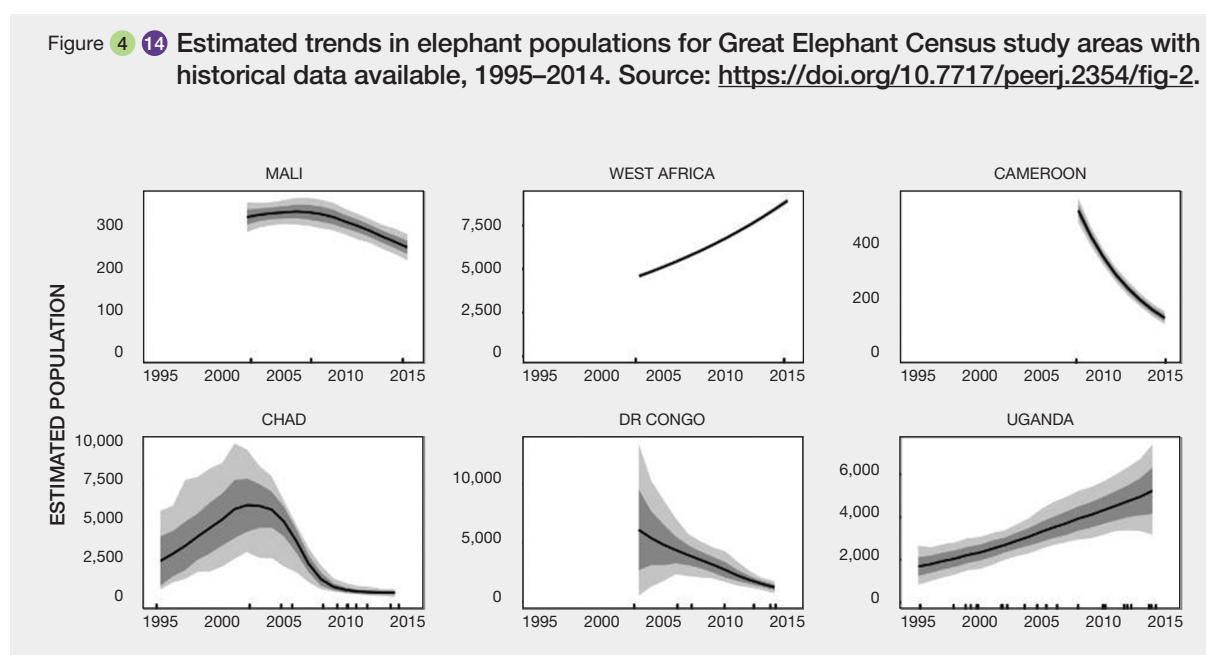 Figure 4 14 Estimated trends in elephant populations for Great Elephant Census study areas with
historical data available, 1995–2014. Source: https://doi.org/10.7717/peerj.2354/fig-2.
ESTIMATED POPULATION
MALI
300
200
100
0
1995 2000 2005 2010 2015
WEST AFRICA
7,500
5,000
2,500
0
1995 2000 2005 2010 2015
CAMEROON
400
200
0
1995 2000 2005 2010 2015
CHAD
10,000
7,500
5,000
2,500
0
1995 2000 2005 2010 2015
DR CONGO
10,000
5,000
0
1995 2000 2005 2010 2015
UGANDA
6,000
4,000
2,000
0
1995 2000 2005 2010 2015